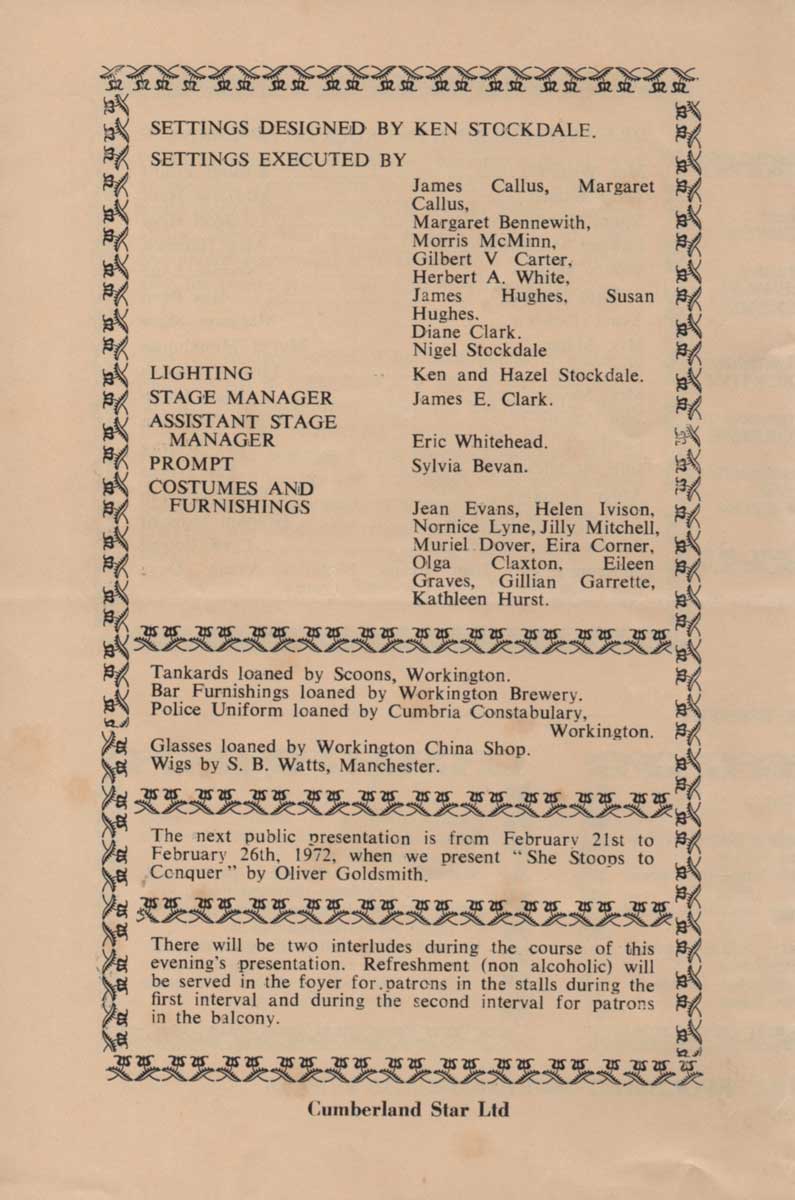 SETTINGS DESIGNED BY KEN STOCKDALE.
SETTINGS EXECUTED BY
James Callus, Margaret
Callus,
Margaret Bennewith,
Morris McMinn,
Gilbert V Carter,
Herbert A. White,
James Hughes, Susan
Hughes.
Diane Clark.
Nigel Stockdale
LIGHTING Ken and Hazel Stockdale.
STAGE MANAGER James E. Clark.
ASSISTANT STAGE
MANAGER Eric Whitehead.
PROMPT Sylvia Bevan.
COSTUMES AND
FURNISHINGS Jean Evans, Helen Ivison,
Nornice Lyne, Jilly Mitchell,
Muriel Dover, Eira Corner,
Olga Claxton, Eileen
Graves, Gillian Garrette,
Kathleen Hurst.
Tankards loaned by Scoons, Workington.
Bar Furnishings loaned by Workington Brewery.
Police Uniform loaned by Cumbria Constabulary,
Workington.
Glasses loaned by Workington China Shop.
Wigs by S. B. Watts, Manchester.
The next public presentation is from February 21st to
February 26th, 1972, when we present "She Stoops to
Conquer" by Oliver Goldsmith.
There will be two interludes during the course of this
evening's presentation. Refreshment (non alcoholic) will
be served in the foyer for patrons in the stalls during the
first interval and during the second interval for patrons
in the balcony.
Cumberland Star Ltd